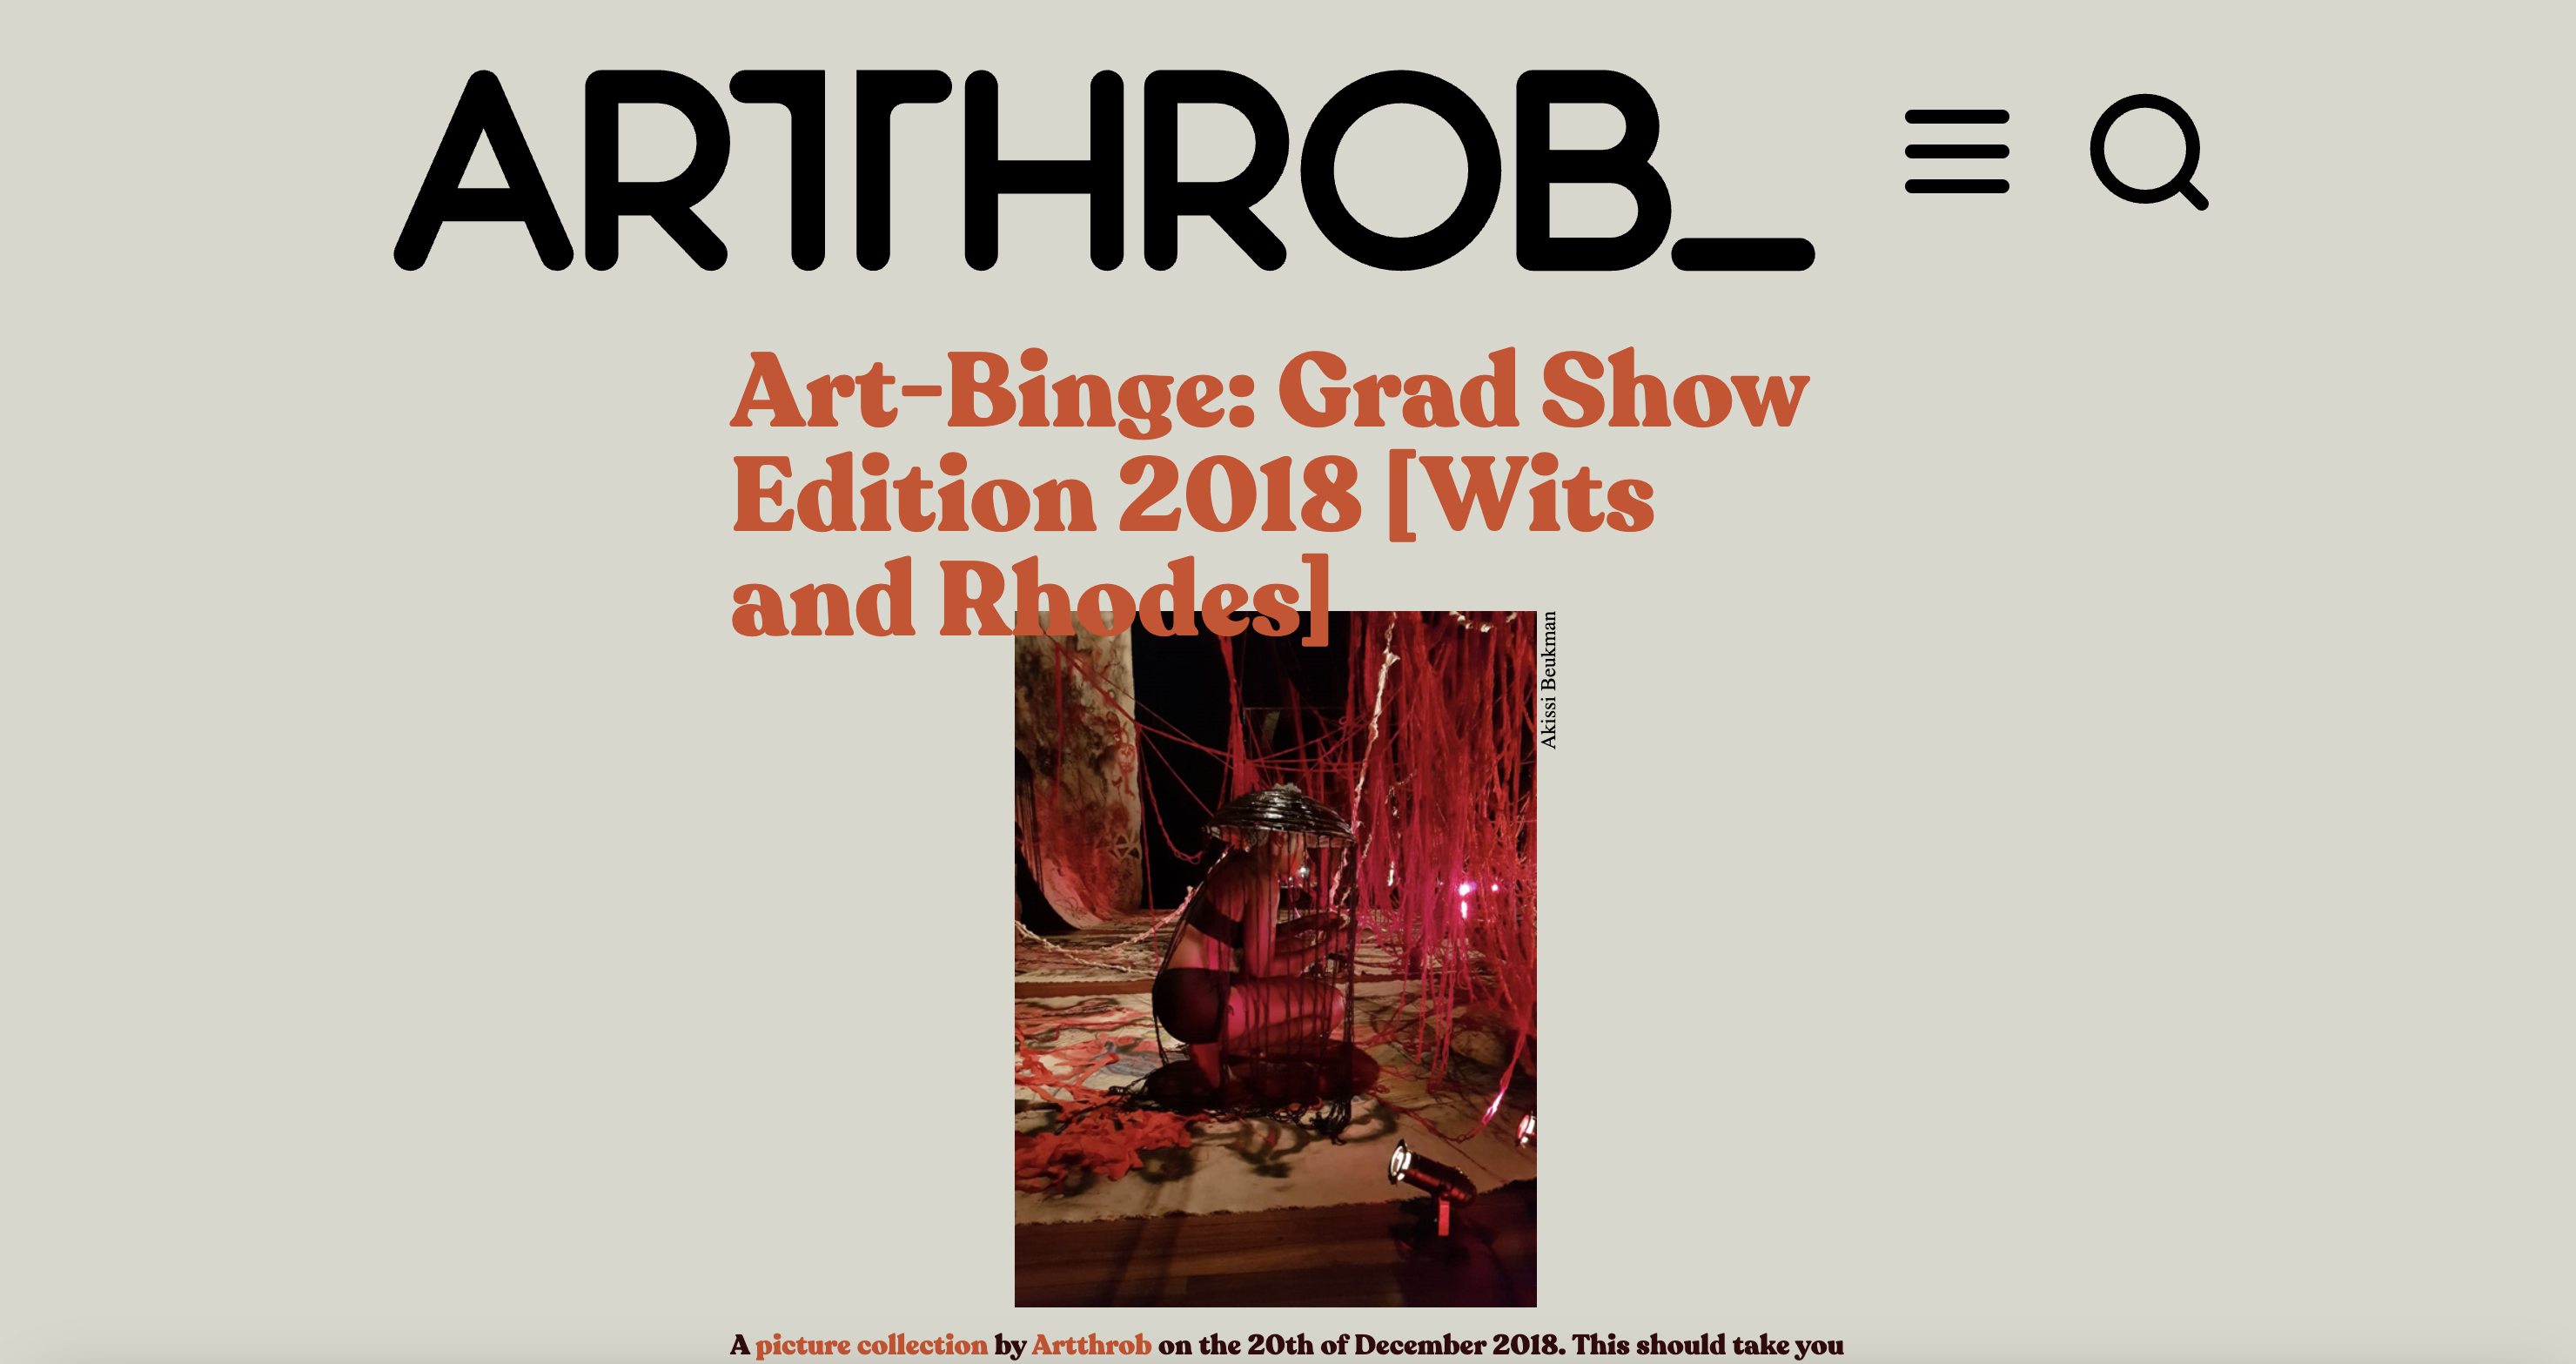 ARTTHROB_
Art-Binge: Grad Show
Edition 2018 [Wits
and Rhodes]
Akissi Beukman
A picture collection by Artthrob on the 20th of December 2018. This should take you